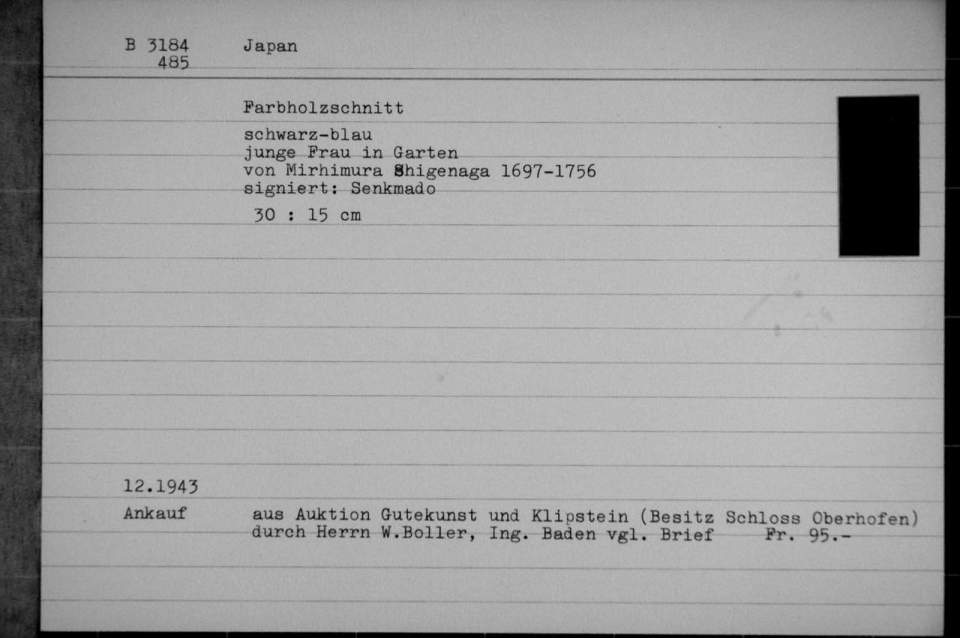 B 3184 Japan
485
Farbholzschnitt
schwarz-blau
junge Frau in Garten
von Mirhimura Shigenaga 1697-1756
signiert: Senkmado
30 : 15 cm
12.1943
Ankauf aus Auktion Gutekunst und Klipstein (Besitz Schloss Oberhofen)
durch Herrn W.Boller, Ing. Baden vgl. Brief Fr. 95.-